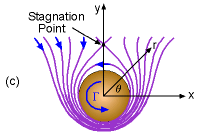 Stagnation
Point
y
r
(c)
Γ
θ
x